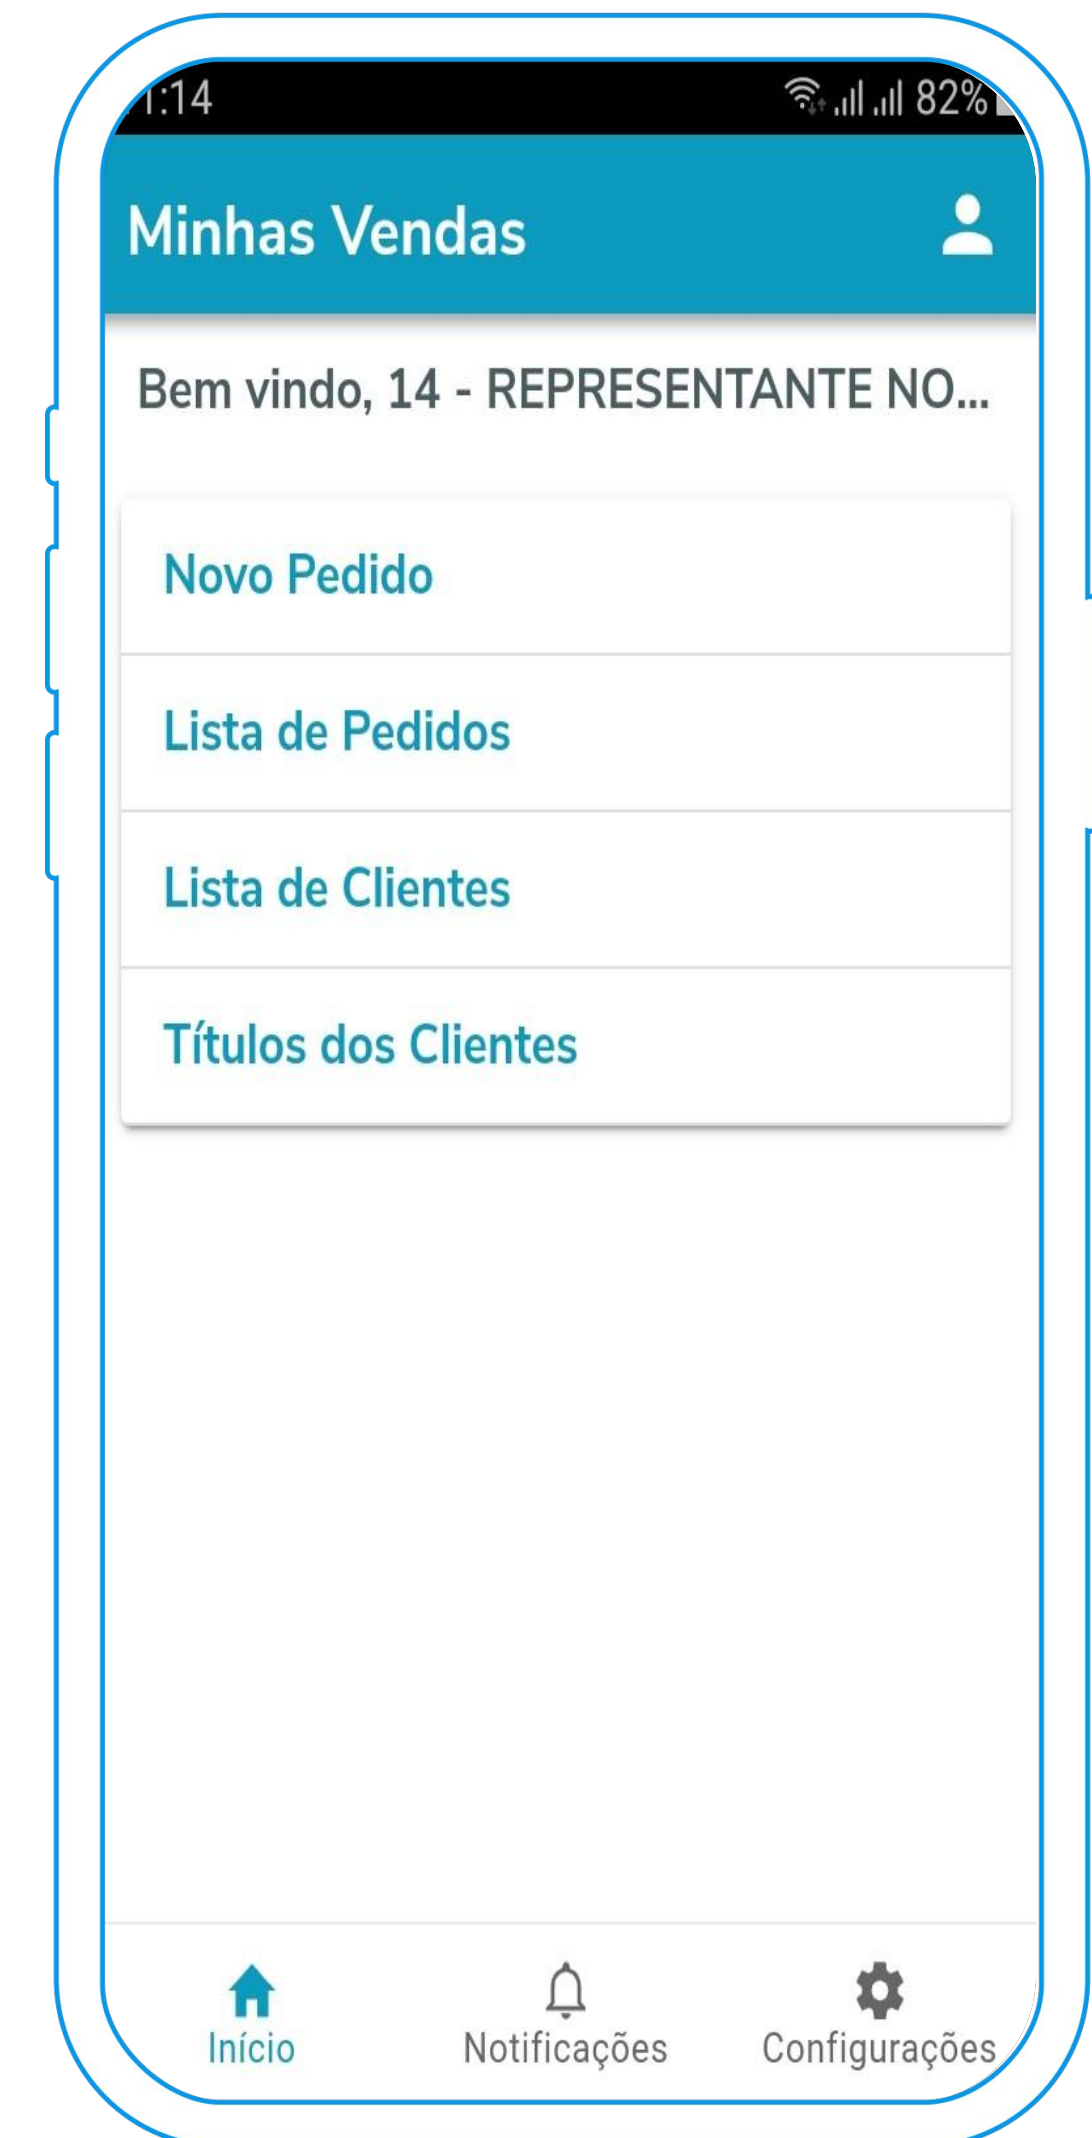 1:14 82%
Minhas Vendas
Bem vindo, 14 - REPRESENTANTE NO...
Novo Pedido
Lista de Pedidos
Lista de Clientes
Títulos dos Clientes
Início Notificações Configurações